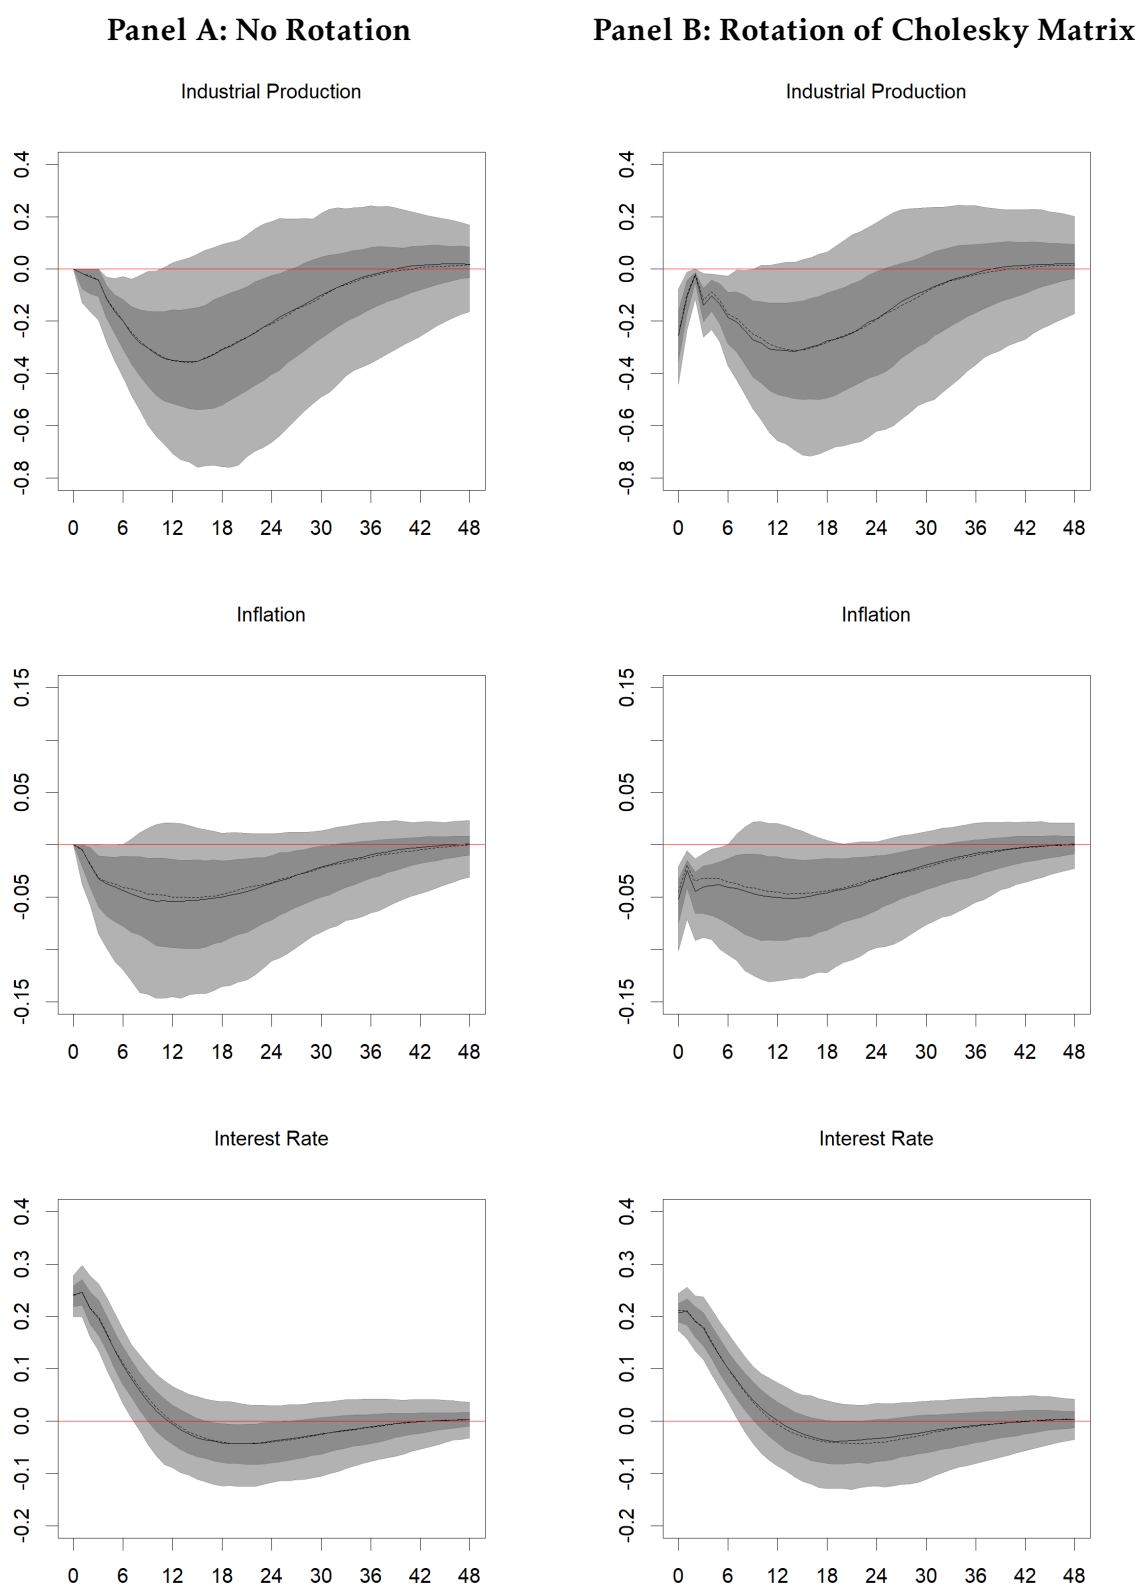 Panel A: No Rotation
Panel B: Rotation of Cholesky Matrix
Industrial Production
0.4
0.2
0.0
-0.2
-0.4
-0.6
-0.8
0 6 12 18 24 30 36 42 48
Industrial Production
0.4
0.2
0.0
-0.2
-0.4
-0.6
-0.8
0 6 12 18 24 30 36 42 48
Inflation
0.15
0.05
-0.05
-0.15
0 6 12 18 24 30 36 42 48
Inflation
0.15
0.05
-0.05
-0.15
0 6 12 18 24 30 36 42 48
Interest Rate
0.4
0.3
0.2
0.1
0.0
-0.1
-0.2
0 6 12 18 24 30 36 42 48
Interest Rate
0.4
0.3
0.2
0.1
0.0
-0.1
-0.2
0 6 12 18 24 30 36 42 48